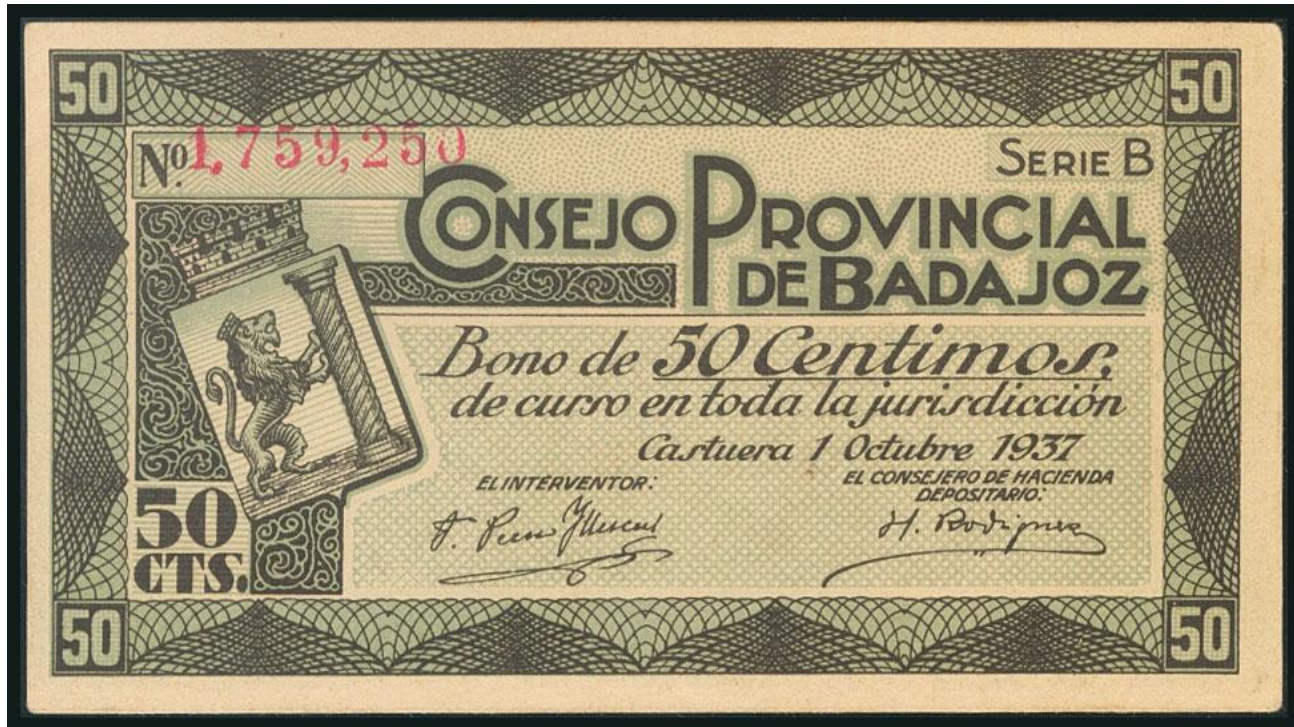 50 50
Nº 1,759,250
SERIE B
CONSEJO PROVINCIAL
DE BADAJOZ
Bono de 50 Centimos,
de curso en toda la jurisdicción
Castuera 1 Octubre 1937
EL INTERVENTOR:
EL CONSEJERO DE HACIENDA
DEPOSITARIO:
H. Rodriguez
50
CTS.
50 50